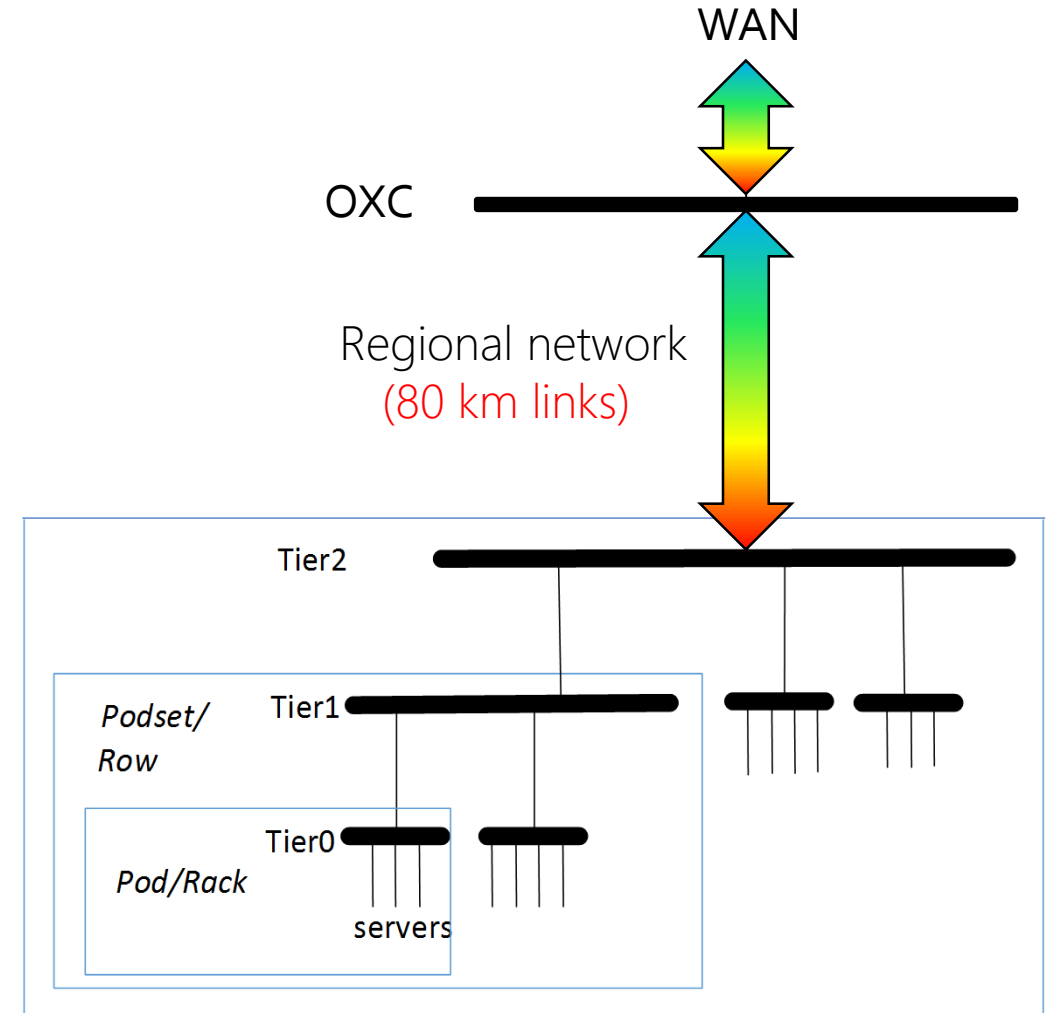 WAN
OXC
Regional network
(80 km links)
Tier2
Podset/
Row
Tier1
Tier0
Pod/Rack
servers